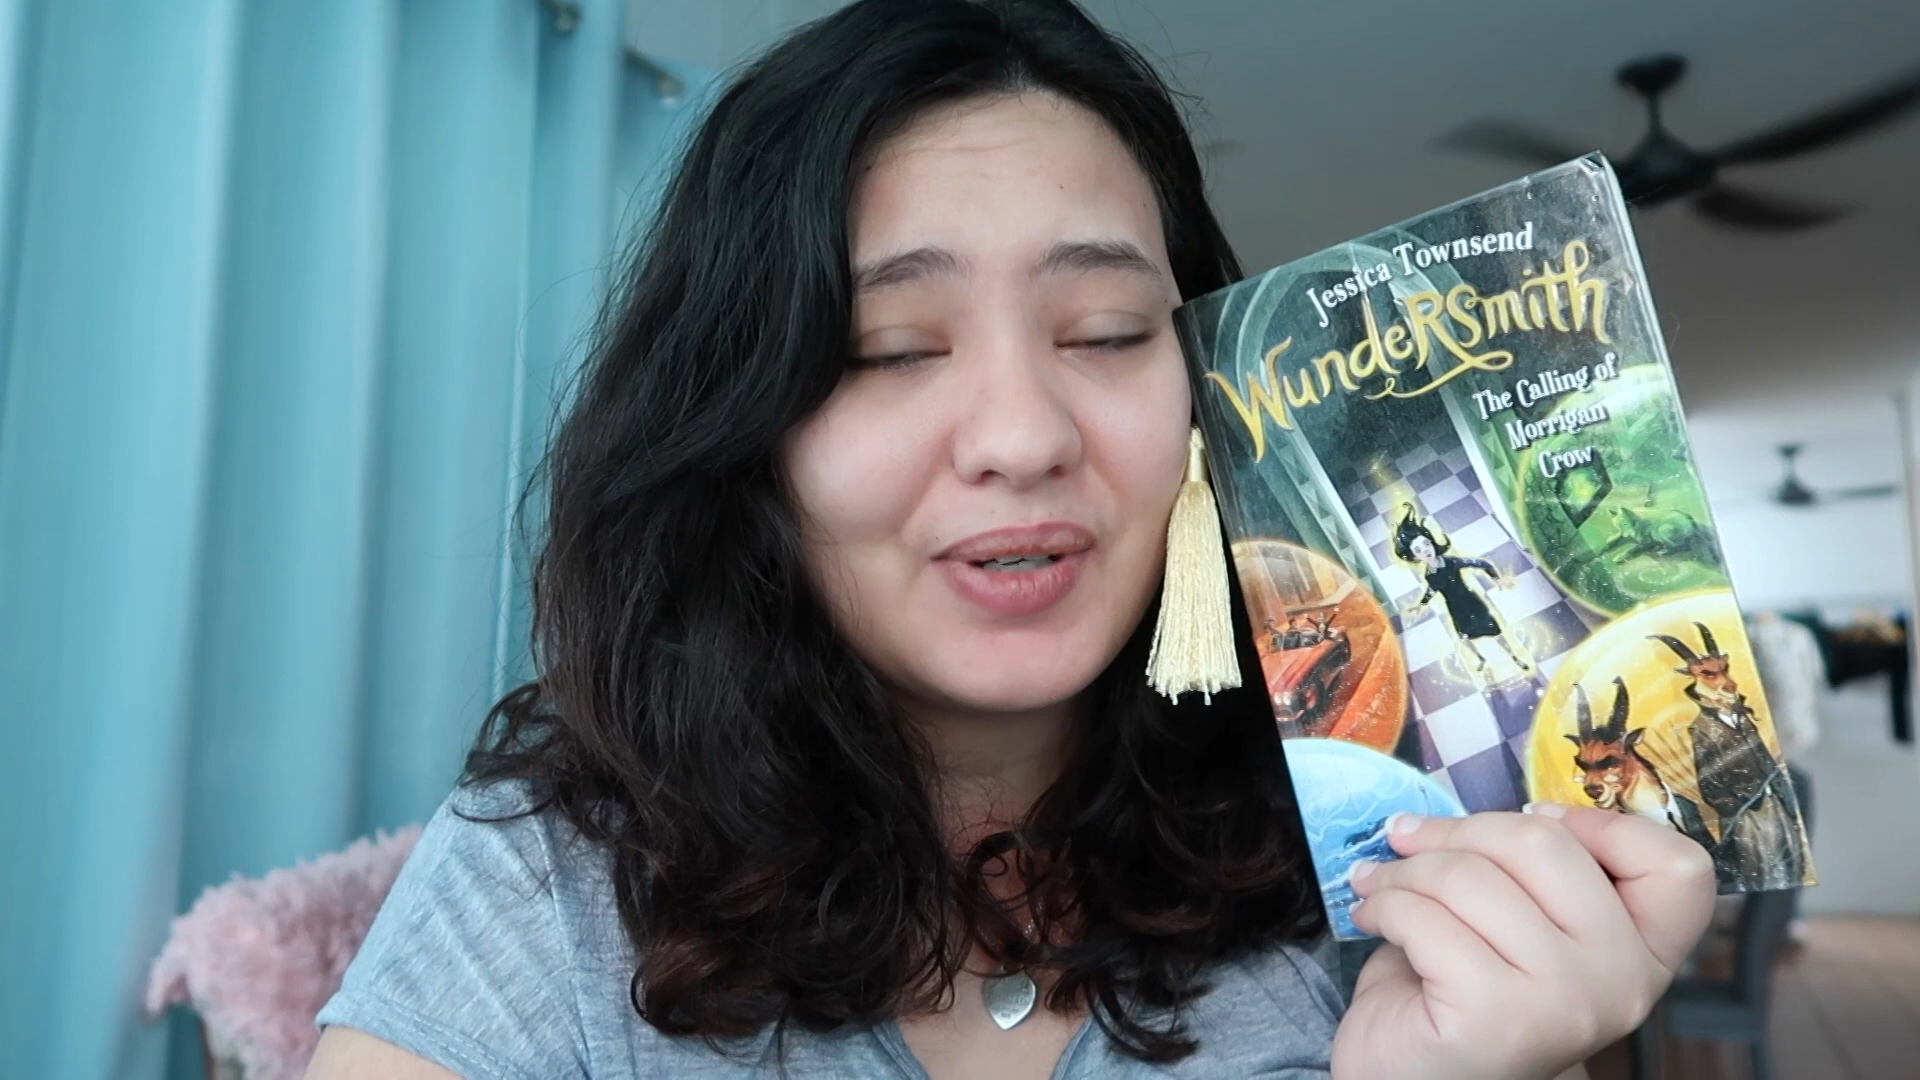 Jessica Townsend
Wundersmith
The Calling of
Morrigan
Crow